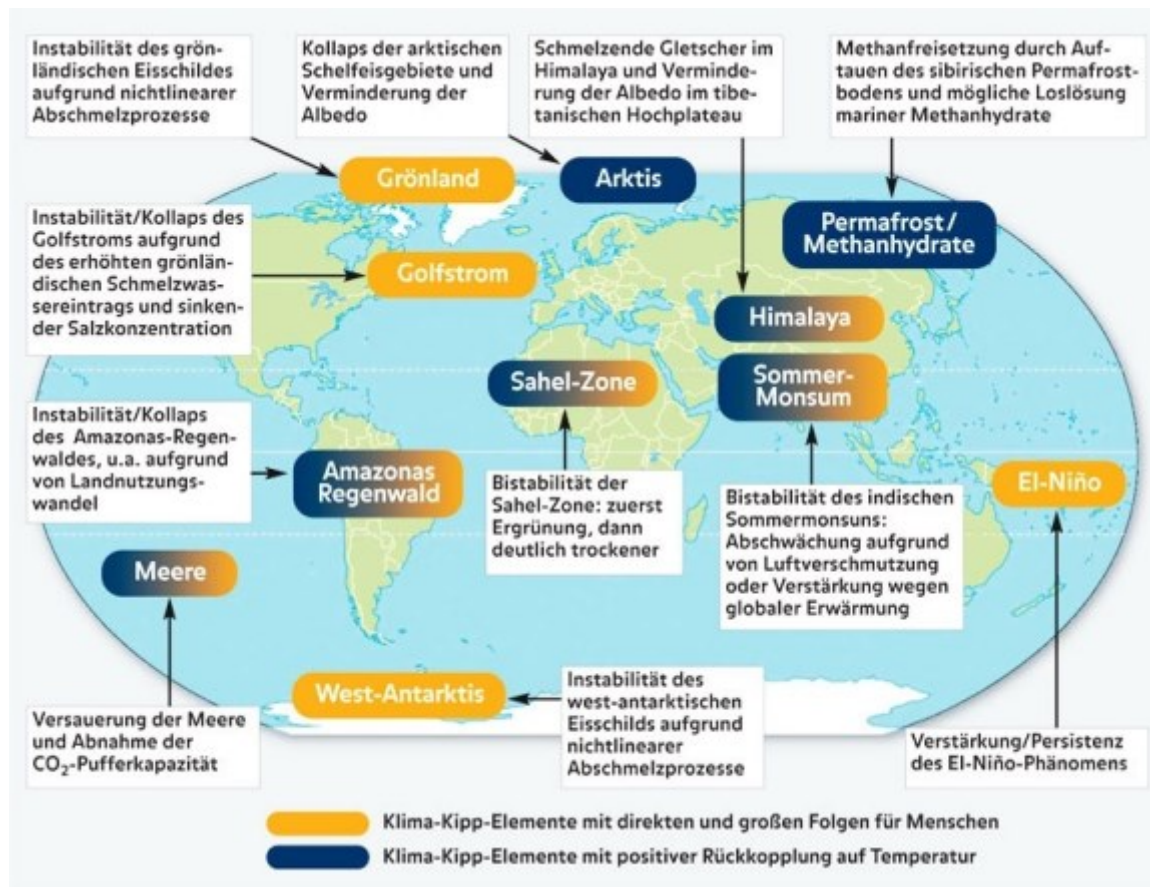 Instabilität des grön-
ländischen Eisschildes
aufgrund nichtlinearer
Abschmelzprozesse
Kollaps der arktischen
Schelfeisgebiete und
Verminderung der
Albedo
Schmelzende Gletscher im
Himalaya und Verminde-
rung der Albedo im tibe-
tanischen Hochplateau
Methanfreisetzung durch Auf-
tauen des sibirischen Permafrost-
bodens und mögliche Loslösung
mariner Methanhydrate
Grönland
Arktis
Permafrost/
Methanhydrate
Instabilität/Kollaps des
Golfstroms aufgrund
des erhöhten grönlän-
dischen Schmelzwas-
sereintrags und sinken-
der Salzkonzentration
Golfstrom
Himalaya
Sahel-Zone
Sommer-
Monsum
Instabilität/Kollaps
des Amazonas-Regen-
waldes, u.a. aufgrund
von Landnutzungs-
wandel
Amazonas
Regenwald
Bistabilität der
Sahel-Zone: zuerst
Ergrünung, dann
deutlich trockener
Bistabilität des indischen
Sommermonsuns:
Abschwächung aufgrund
von Luftverschmutzung
oder Verstärkung wegen
globaler Erwärmung
El-Niño
Meere
West-Antarktis
Instabilität des
west-antarktischen
Eisschilds aufgrund
nichtlinearer
Abschmelzprozesse
Versauerung der Meere
und Abnahme der
CO₂-Pufferkapazität
Verstärkung/Persistenz
des El-Niño-Phänomens
Klima-Kipp-Elemente mit direkten und großen Folgen für Menschen
Klima-Kipp-Elemente mit positiver Rückkopplung auf Temperatur